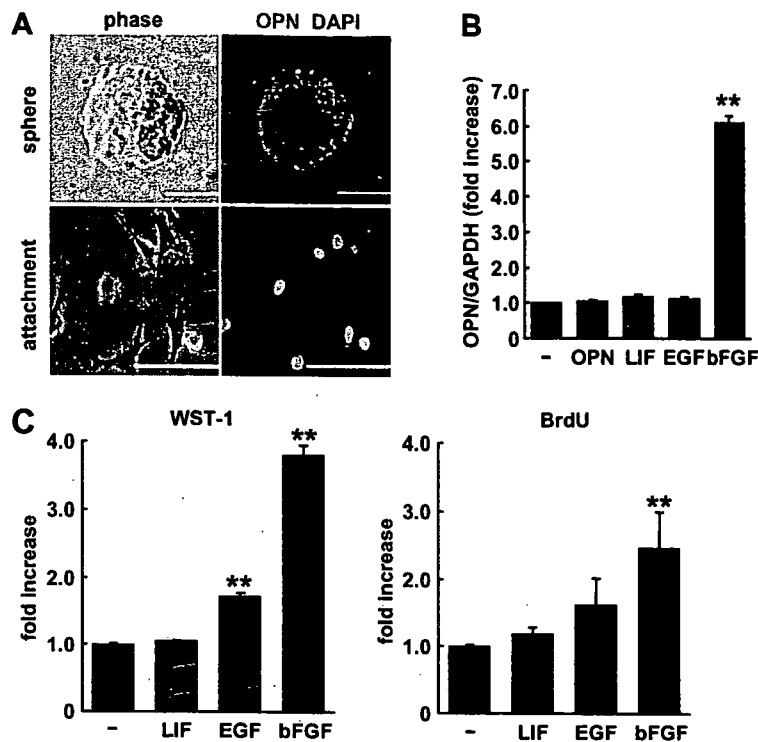 A
phase
OPN DAPI
sphere
attachment
B
OPN/GAPDH (fold increase)
7.0
**
6.0
5.0
4.0
3.0
2.0
1.0
0
- OPN LIF EGF bFGF
C
WST-1
fold increase
4.0
**
3.0
2.0
**
1.0
0
- LIF EGF bFGF
BrdU
fold increase
4.0
3.0
**
2.0
1.0
0
- LIF EGF bFGF